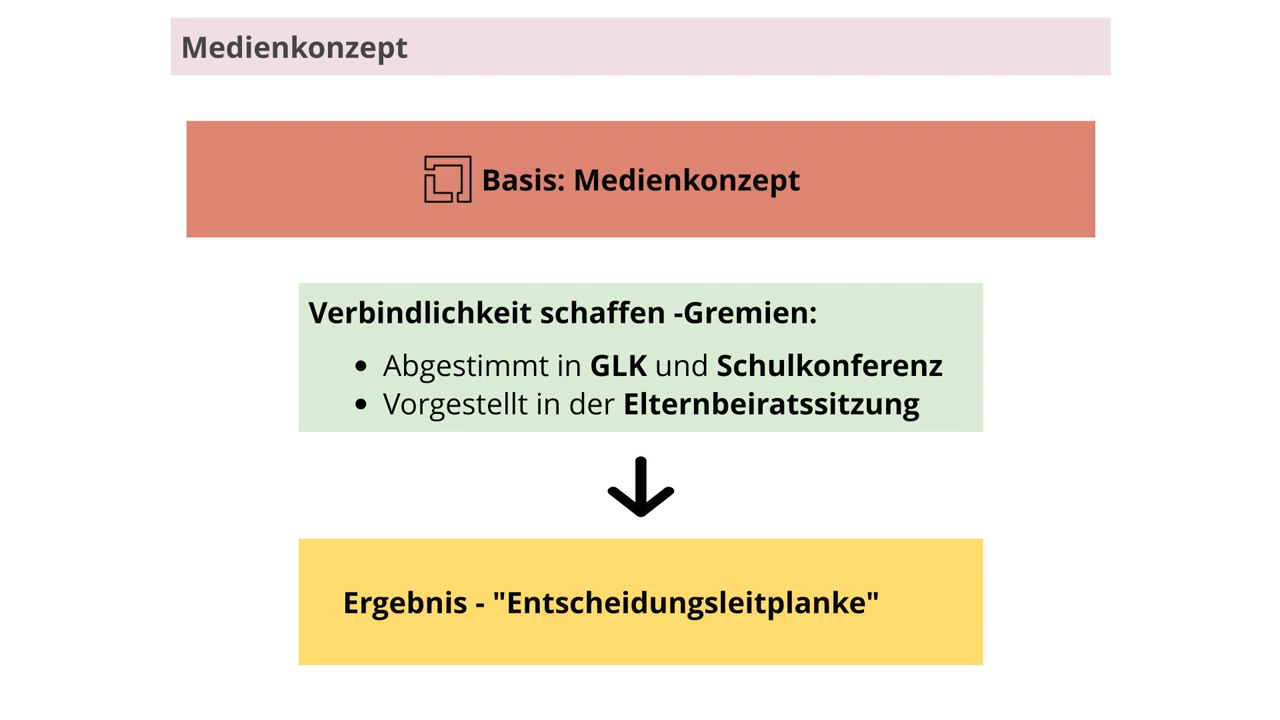 Medienkonzept
Basis: Medienkonzept
Verbindlichkeit schaffen -Gremien:
• Abgestimmt in GLK und Schulkonferenz
• Vorgestellt in der Elternbeiratssitzung
Ergebnis - "Entscheidungsleitplanke"